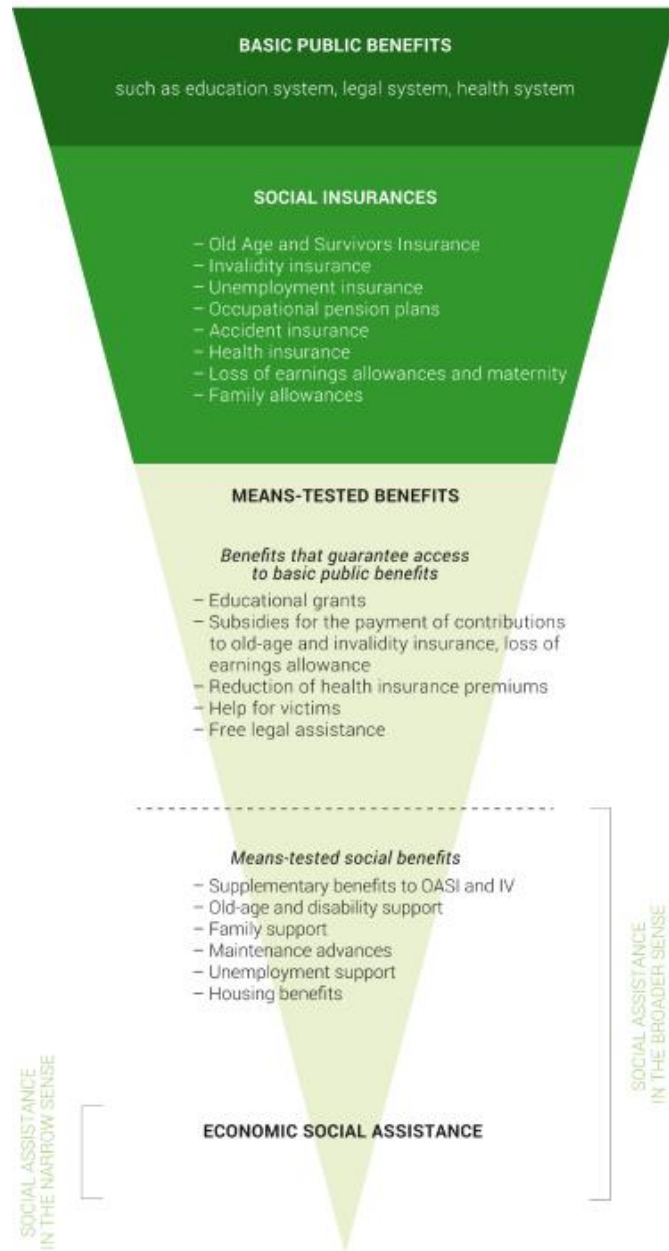 BASIC PUBLIC BENEFITS
such as education system, legal system, health system
SOCIAL INSURANCES
– Old Age and Survivors Insurance
– Invalidity insurance
– Unemployment insurance
– Occupational pension plans
– Accident insurance
– Health insurance
– Loss of earnings allowances and maternity
– Family allowances
MEANS-TESTED BENEFITS
Benefits that guarantee access
to basic public benefits
– Educational grants
– Subsidies for the payment of contributions
to old-age and invalidity insurance, loss of
earnings allowance
– Reduction of health insurance premiums
– Help for victims
– Free legal assistance
Means-tested social benefits
– Supplementary benefits to OASI and IV
– Old-age and disability support
– Family support
– Maintenance advances
– Unemployment support
– Housing benefits
SOCIAL ASSISTANCE
IN THE BROADER SENSE
SOCIAL ASSISTANCE
IN THE NARROW SENSE
ECONOMIC SOCIAL ASSISTANCE